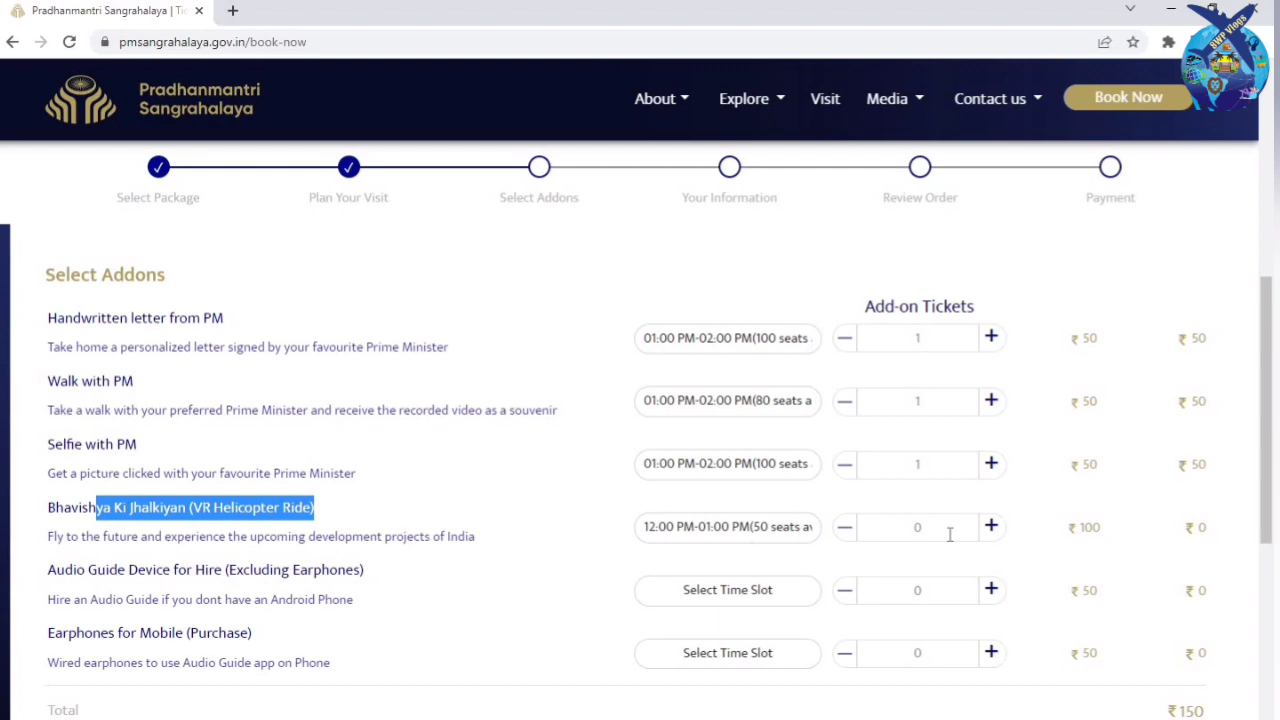 Pradhanmantri Sangrahalaya | Ti
pmsangrahalaya.gov.in/book-now
8WP Vlogs
Pradhanmantri
Sangrahalaya
About Explore Visit Media Contact us Book Now
Select Package Plan Your Visit Select Addons Your Information Review Order Payment
Select Addons
Add-on Tickets
Handwritten letter from PM
Take home a personalized letter signed by your favourite Prime Minister
01:00 PM-02:00 PM(100 seats 1 ₹ 50 ₹ 50
Walk with PM
Take a walk with your preferred Prime Minister and receive the recorded video as a souvenir
01:00 PM-02:00 PM(80 seats a 1 ₹ 50 ₹ 50
Selfie with PM
Get a picture clicked with your favourite Prime Minister
01:00 PM-02:00 PM(100 seats 1 ₹ 50 ₹ 50
Bhavishya Ki Jhalkiyan (VR Helicopter Ride)
Fly to the future and experience the upcoming development projects of India
12:00 PM-01:00 PM(50 seats av 0 ₹ 100 ₹ 0
Audio Guide Device for Hire (Excluding Earphones)
Hire an Audio Guide if you dont have an Android Phone
Select Time Slot 0 ₹ 50 ₹ 0
Earphones for Mobile (Purchase)
Wired earphones to use Audio Guide app on Phone
Select Time Slot 0 ₹ 50 ₹ 0
Total ₹ 150